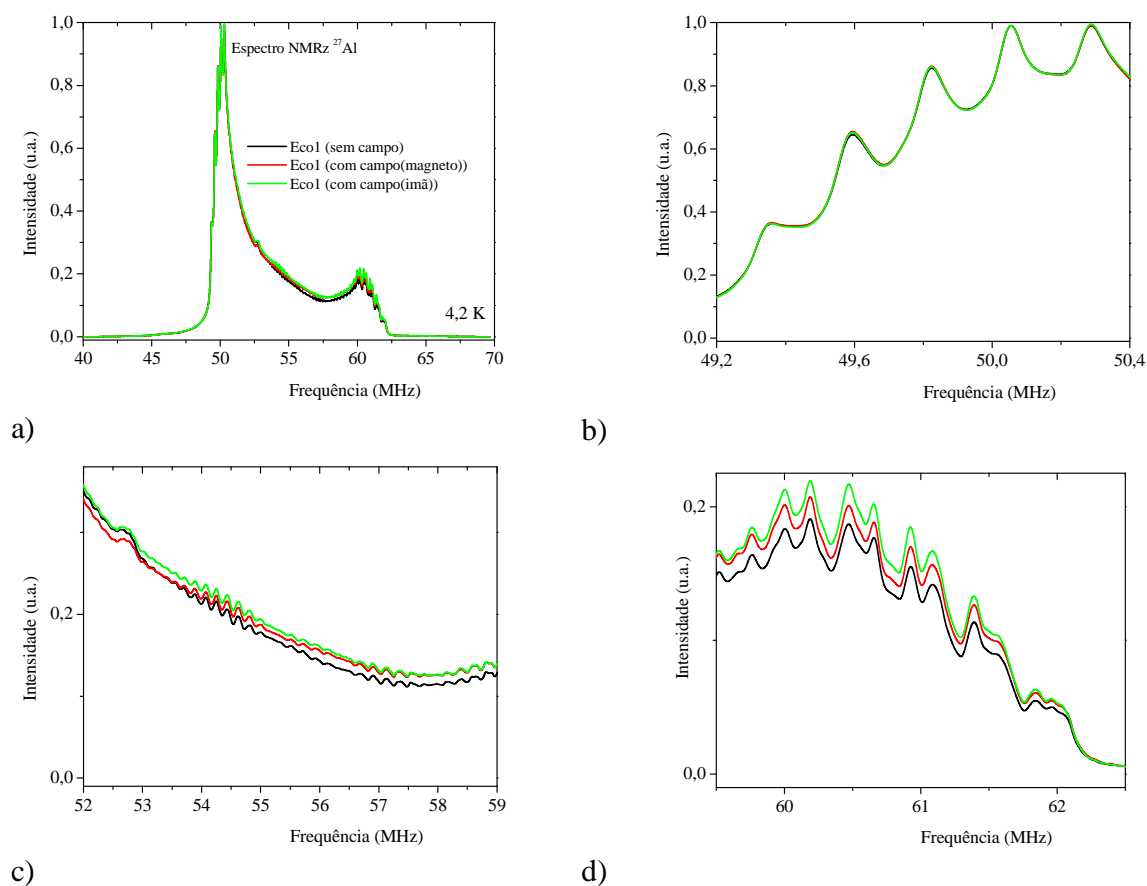 1,0
0,8
0,6
0,4
0,2
0,0
Intensidade (u.a.)
Espectro NMRz ²⁷Al
Eco1 (sem campo)
Eco1 (com campo(magneto))
Eco1 (com campo(imã))
4,2 K
40 45 50 55 60 65 70
Frequência (MHz)
a)
1,0
0,8
0,6
0,4
0,2
0,0
Intensidade (u.a.)
49,2 49,6 50,0 50,4
Frequência (MHz)
b)
0,2
0,0
Intensidade (u.a.)
52 53 54 55 56 57 58 59
Frequência (MHz)
c)
0,2
0,0
Intensidade (u.a.)
60 61 62
Frequência (MHz)
d)